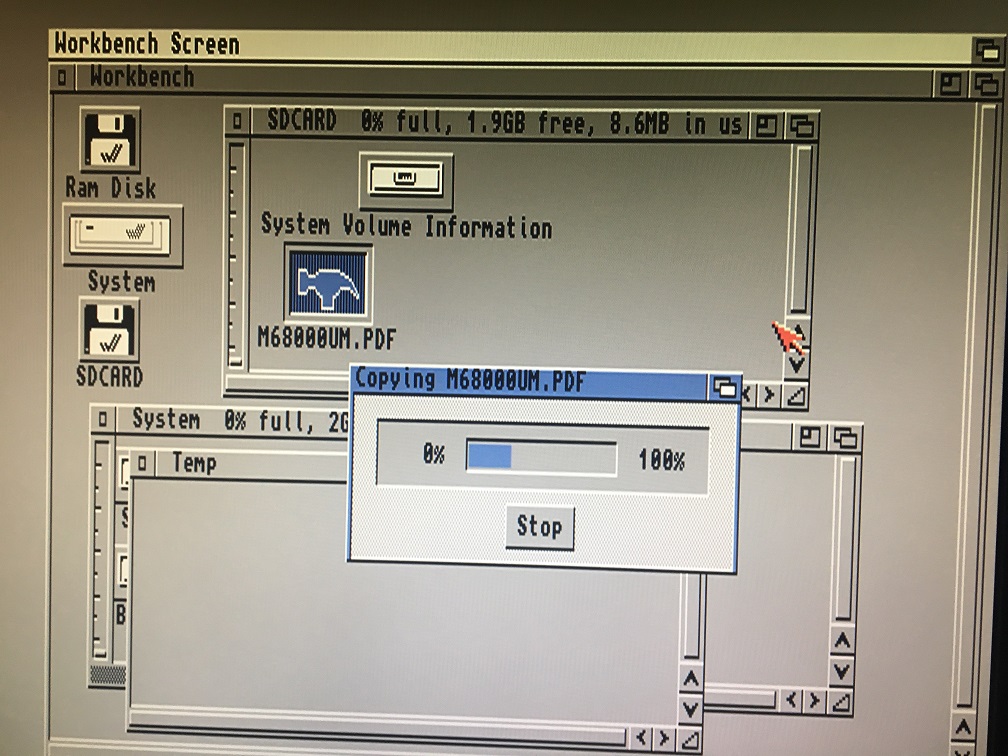 Workbench Screen
Workbench
SDCARD 0% full, 1.9GB free, 8.6MB in us
Ram Disk
System Volume Information
System
M68000UM.PDF
SDCARD
Copying M68000UM.PDF
System 0% full, 2G
0% 100%
Temp
S
Stop
B